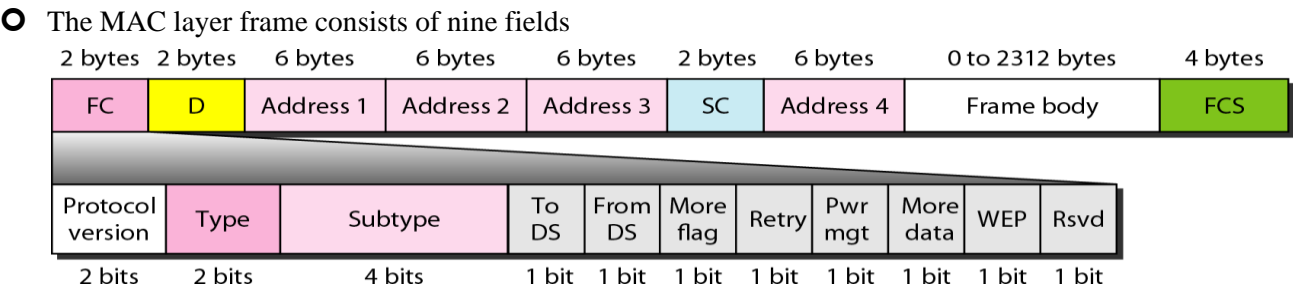 The MAC layer frame consists of nine fields
2 bytes 2 bytes 6 bytes 6 bytes 6 bytes 2 bytes 6 bytes 0 to 2312 bytes 4 bytes
FC D Address 1 Address 2 Address 3 SC Address 4 Frame body FCS
Protocol version Type Subtype To DS From DS More flag Retry Pwr mgt More data WEP Rsvd
2 bits 2 bits 4 bits 1 bit 1 bit 1 bit 1 bit 1 bit 1 bit 1 bit 1 bit